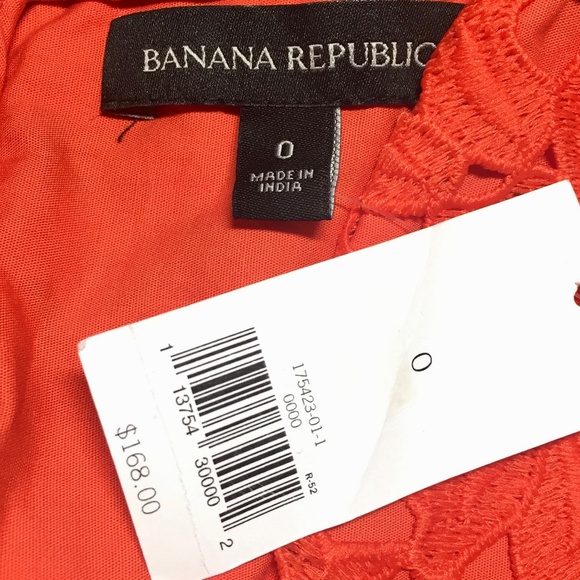 BANANA REPUBLIC
0
MADE IN
INDIA
0
175423-01-1
0000
R-52
1 13754 30000 2
$168.00